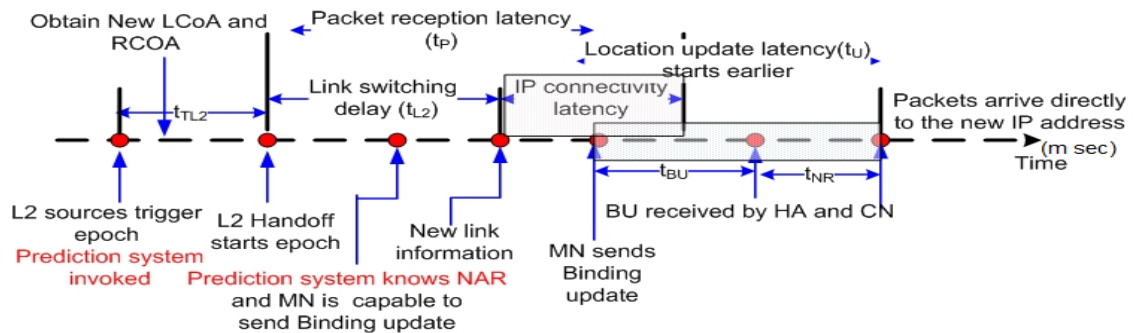 Obtain New LCoA and
RCOA
Packet reception latency
(tP)
Location update latency(tU)
starts earlier
tTL2
Link switching
delay (tL2)
IP connectivity
latency
Packets arrive directly
to the new IP address
(m sec)
Time
tBU
tNR
L2 sources trigger
epoch
Prediction system
invoked
L2 Handoff
starts epoch
Prediction system knows NAR
and MN is capable to
send Binding update
New link
information
MN sends
Binding
update
BU received by HA and CN